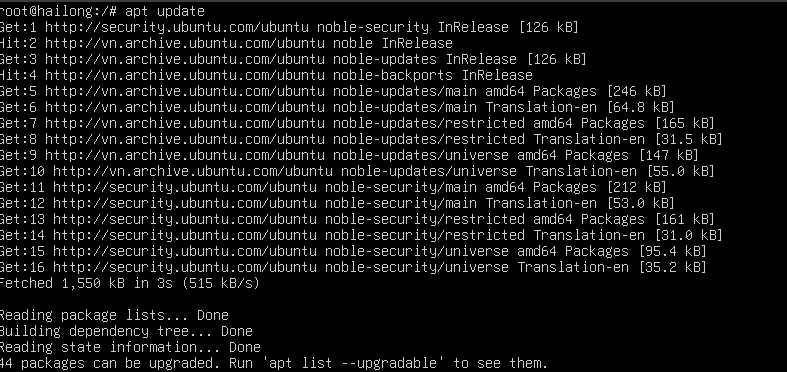 root@hailong:/# apt update
Get:1 http://security.ubuntu.com/ubuntu noble-security InRelease [126 kB]
Hit:2 http://vn.archive.ubuntu.com/ubuntu noble InRelease
Get:3 http://vn.archive.ubuntu.com/ubuntu noble-updates InRelease [126 kB]
Hit:4 http://vn.archive.ubuntu.com/ubuntu noble-backports InRelease
Get:5 http://vn.archive.ubuntu.com/ubuntu noble-updates/main amd64 Packages [246 kB]
Get:6 http://vn.archive.ubuntu.com/ubuntu noble-updates/main Translation-en [64.8 kB]
Get:7 http://vn.archive.ubuntu.com/ubuntu noble-updates/restricted amd64 Packages [165 kB]
Get:8 http://vn.archive.ubuntu.com/ubuntu noble-updates/restricted Translation-en [31.5 kB]
Get:9 http://vn.archive.ubuntu.com/ubuntu noble-updates/universe amd64 Packages [147 kB]
Get:10 http://vn.archive.ubuntu.com/ubuntu noble-updates/universe Translation-en [55.0 kB]
Get:11 http://security.ubuntu.com/ubuntu noble-security/main amd64 Packages [212 kB]
Get:12 http://security.ubuntu.com/ubuntu noble-security/main Translation-en [53.0 kB]
Get:13 http://security.ubuntu.com/ubuntu noble-security/restricted amd64 Packages [161 kB]
Get:14 http://security.ubuntu.com/ubuntu noble-security/restricted Translation-en [31.0 kB]
Get:15 http://security.ubuntu.com/ubuntu noble-security/universe amd64 Packages [95.4 kB]
Get:16 http://security.ubuntu.com/ubuntu noble-security/universe Translation-en [35.2 kB]
Fetched 1,550 kB in 3s (515 kB/s)
Reading package lists... Done
Building dependency tree... Done
Reading state information... Done
44 packages can be upgraded. Run 'apt list --upgradable' to see them.